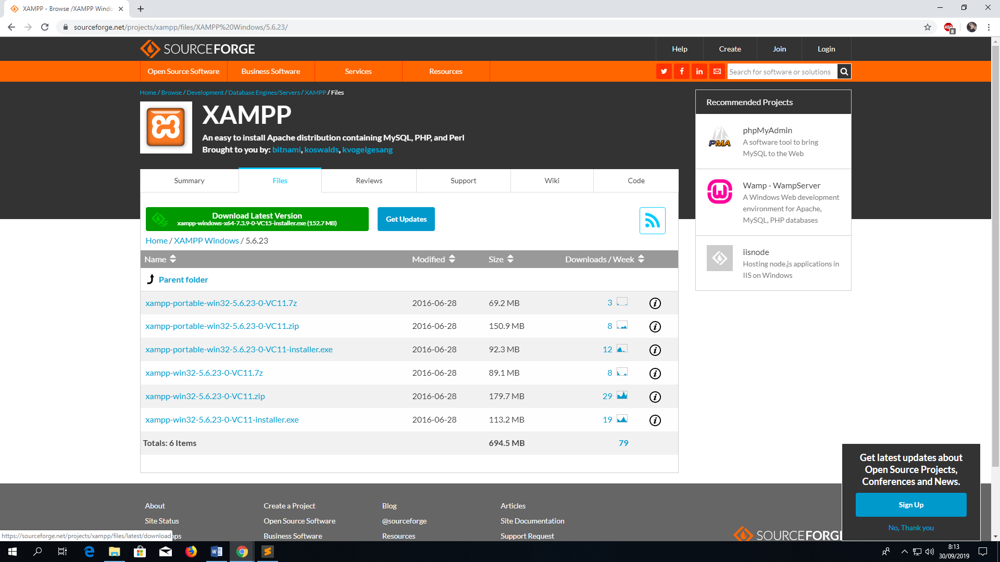 XAMPP - Browse /XAMPP Windo
sourceforge.net/projects/xampp/files/XAMPP%20Windows/5.6.23/
ABP
8
SOURCEFORGE
Help
Create
Join
Login
Open Source Software
Business Software
Services
Resources
Search for software or solutions
Home / Browse / Development / Database Engines/Servers / XAMPP / Files
XAMPP
An easy to install Apache distribution containing MySQL, PHP, and Perl
Brought to you by: bitnami, koswalds, kvogelgesang
Summary
Files
Reviews
Support
Wiki
Code
Download Latest Version
xampp-windows-x64-7.3.9-0-VC15-installer.exe (152.7 MB)
SF
Get Updates
Home / XAMPP Windows / 5.6.23
Name Modified Size Downloads / Week
Parent folder
xampp-portable-win32-5.6.23-0-VC11.7z 2016-06-28 69.2 MB 3
xampp-portable-win32-5.6.23-0-VC11.zip 2016-06-28 150.9 MB 8
xampp-portable-win32-5.6.23-0-VC11-installer.exe 2016-06-28 92.3 MB 12
xampp-win32-5.6.23-0-VC11.7z 2016-06-28 89.1 MB 8
xampp-win32-5.6.23-0-VC11.zip 2016-06-28 179.7 MB 29
xampp-win32-5.6.23-0-VC11-installer.exe 2016-06-28 113.2 MB 19
Totals: 6 Items 694.5 MB 79
Recommended Projects
PMA
phpMyAdmin
A software tool to bring
MySQL to the Web
Wamp - WampServer
A Windows Web development
environment for Apache,
MySQL, PHP databases
iisnode
Hosting node.js applications in
IIS on Windows
Get latest updates about
Open Source Projects,
Conferences and News.
Sign Up
No, Thank you
About
Create a Project
Blog
Articles
Site Status
Open Source Software
@sourceforge
Site Documentation
ops
Business Software
Resources
Support Request
SOURCEFORG
https://sourceforge.net/projects/xampp/files/latest/download
8:13
30/09/2019